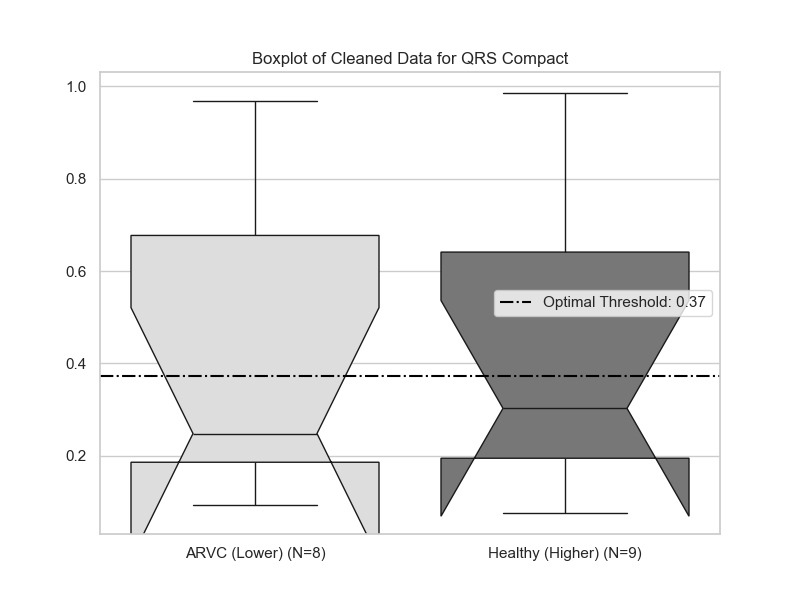 Boxplot of Cleaned Data for QRS Compact
1.0
0.8
0.6
Optimal Threshold: 0.37
0.4
0.2
ARVC (Lower) (N=8)
Healthy (Higher) (N=9)